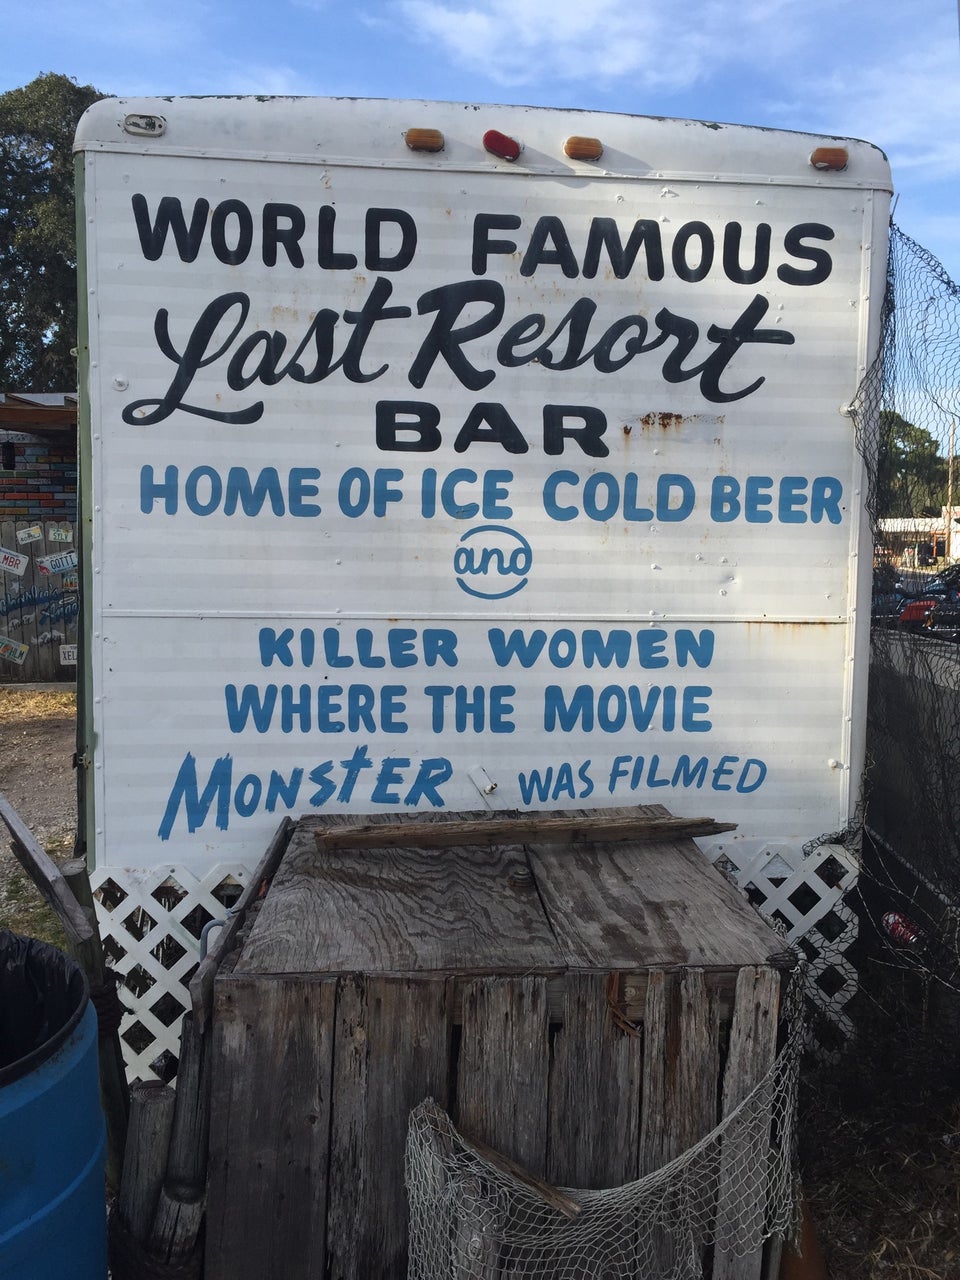 WORLD FAMOUS
Last Resort
BAR
HOME OF ICE COLD BEER
and
KILLER WOMEN
WHERE THE MOVIE
MONSTER WAS FILMED
GOTTI